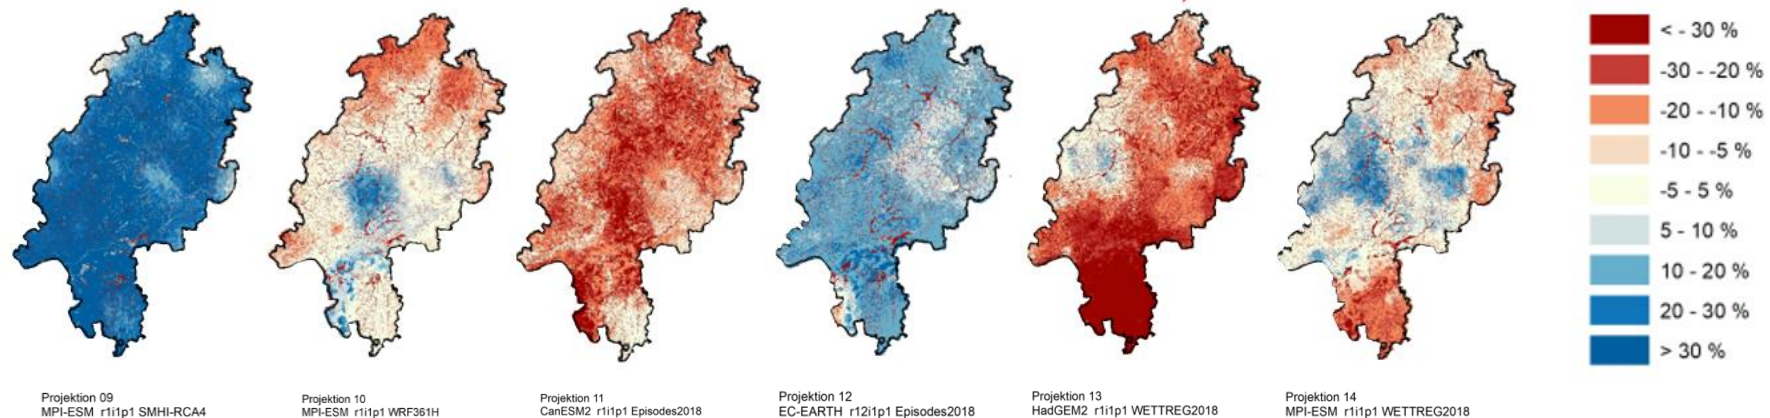 Projektion 09
MPI-ESM r1i1p1 SMHI-RCA4
Projektion 10
MPI-ESM r1i1p1 WRF361H
Projektion 11
CanESM2 r1i1p1 Episodes2018
Projektion 12
EC-EARTH r12i1p1 Episodes2018
Projektion 13
HadGEM2 r1i1p1 WETTREG2018
Projektion 14
MPI-ESM r1i1p1 WETTREG2018
< - 30 %
-30 - -20 %
-20 - -10 %
-10 - -5 %
-5 - 5 %
5 - 10 %
10 - 20 %
20 - 30 %
> 30 %